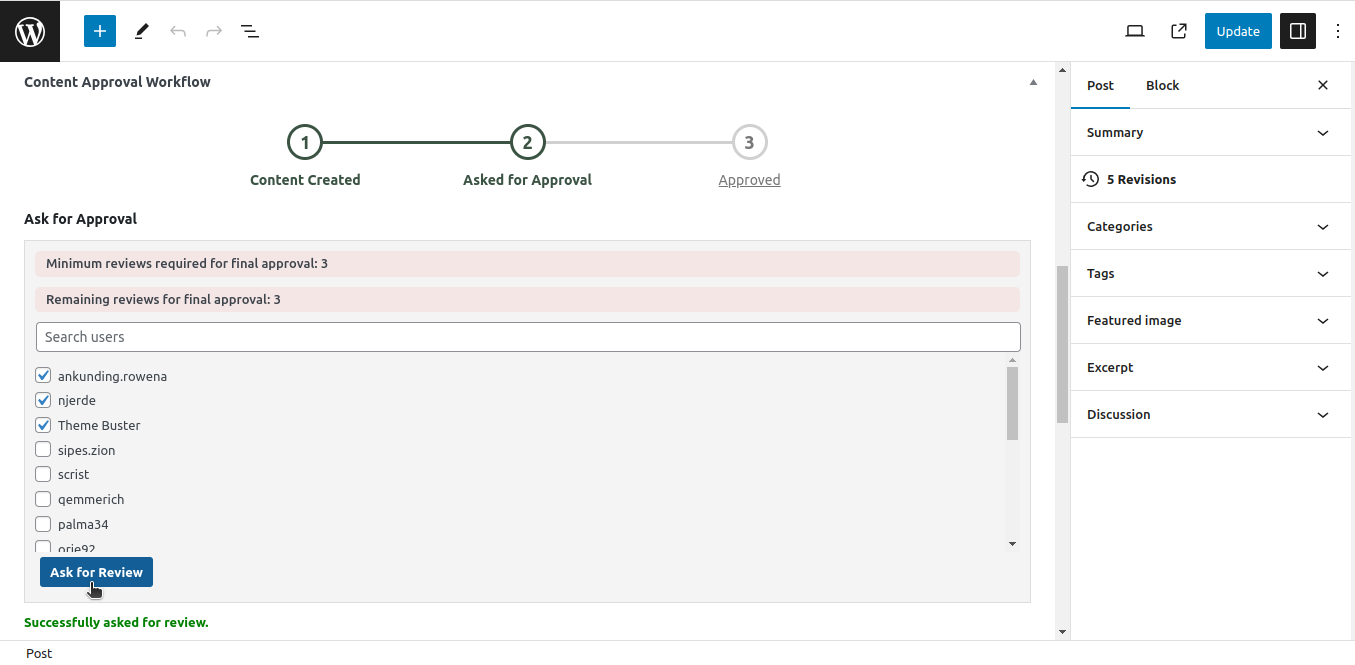 Update
Content Approval Workflow
1
2
3
Content Created
Asked for Approval
Approved
Ask for Approval
Minimum reviews required for final approval: 3
Remaining reviews for final approval: 3
Search users
ankunding.rowena
njerde
Theme Buster
sipes.zion
scrist
qemmerich
palma34
orie92
Ask for Review
Successfully asked for review.
Post
Post
Block
Summary
5 Revisions
Categories
Tags
Featured image
Excerpt
Discussion